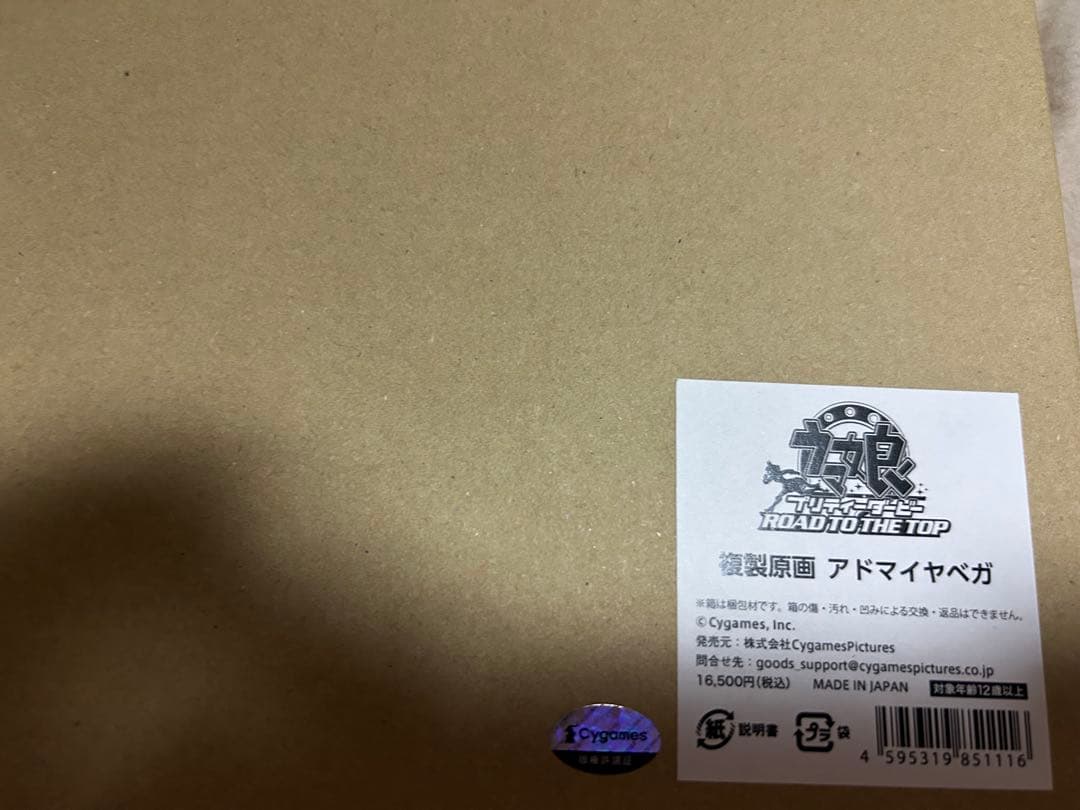 ウマ娘
プリティーダービー
ROAD TO THE TOP
複製原画 アドマイヤベガ
※箱は梱包材です。箱の傷・汚れ・凹みによる交換・返品はできません。
©Cygames, Inc.
発売元：株式会社CygamesPictures
問合せ先：goods_support@cygamespictures.co.jp
16,500円(税込) MADE IN JAPAN 対象年齢12歳以上
紙 説明書 プラ 袋
4 595319 851116
Cygames
版権許諾証